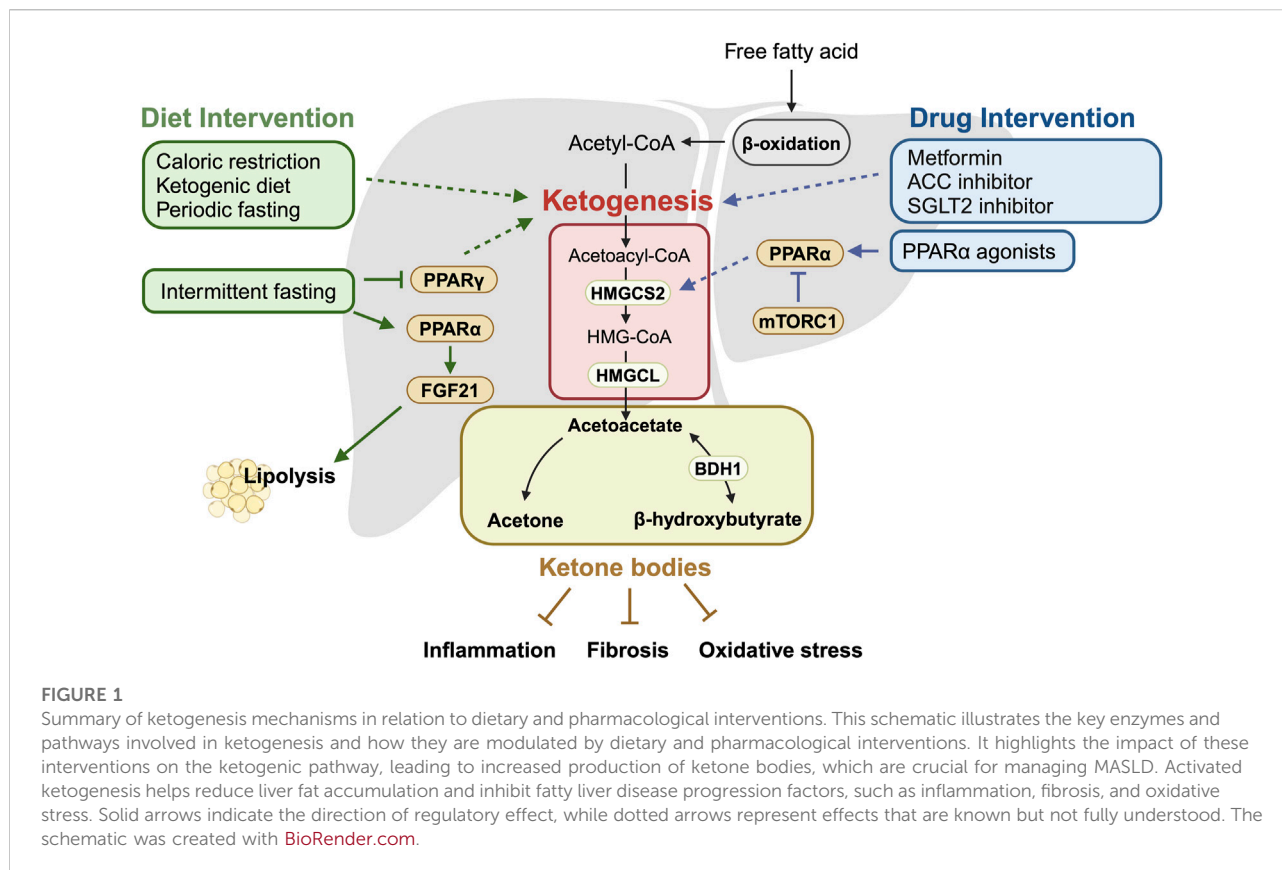 Free fatty acid
Diet Intervention
Caloric restriction
Ketogenic diet
Periodic fasting
Intermittent fasting
PPARγ
PPARα
FGF21
Lipolysis
Acetyl-CoA
β-oxidation
Ketogenesis
Acetoacyl-CoA
HMGCS2
HMG-CoA
HMGCL
Drug Intervention
Metformin
ACC inhibitor
SGLT2 inhibitor
PPARα agonists
PPARα
mTORC1
Acetoacetate
BDH1
Acetone
β-hydroxybutyrate
Ketone bodies
Inflammation
Fibrosis
Oxidative stress
FIGURE 1
Summary of ketogenesis mechanisms in relation to dietary and pharmacological interventions. This schematic illustrates the key enzymes and
pathways involved in ketogenesis and how they are modulated by dietary and pharmacological interventions. It highlights the impact of these
interventions on the ketogenic pathway, leading to increased production of ketone bodies, which are crucial for managing MASLD. Activated
ketogenesis helps reduce liver fat accumulation and inhibit fatty liver disease progression factors, such as inflammation, fibrosis, and oxidative
stress. Solid arrows indicate the direction of regulatory effect, while dotted arrows represent effects that are known but not fully understood. The
schematic was created with BioRender.com.